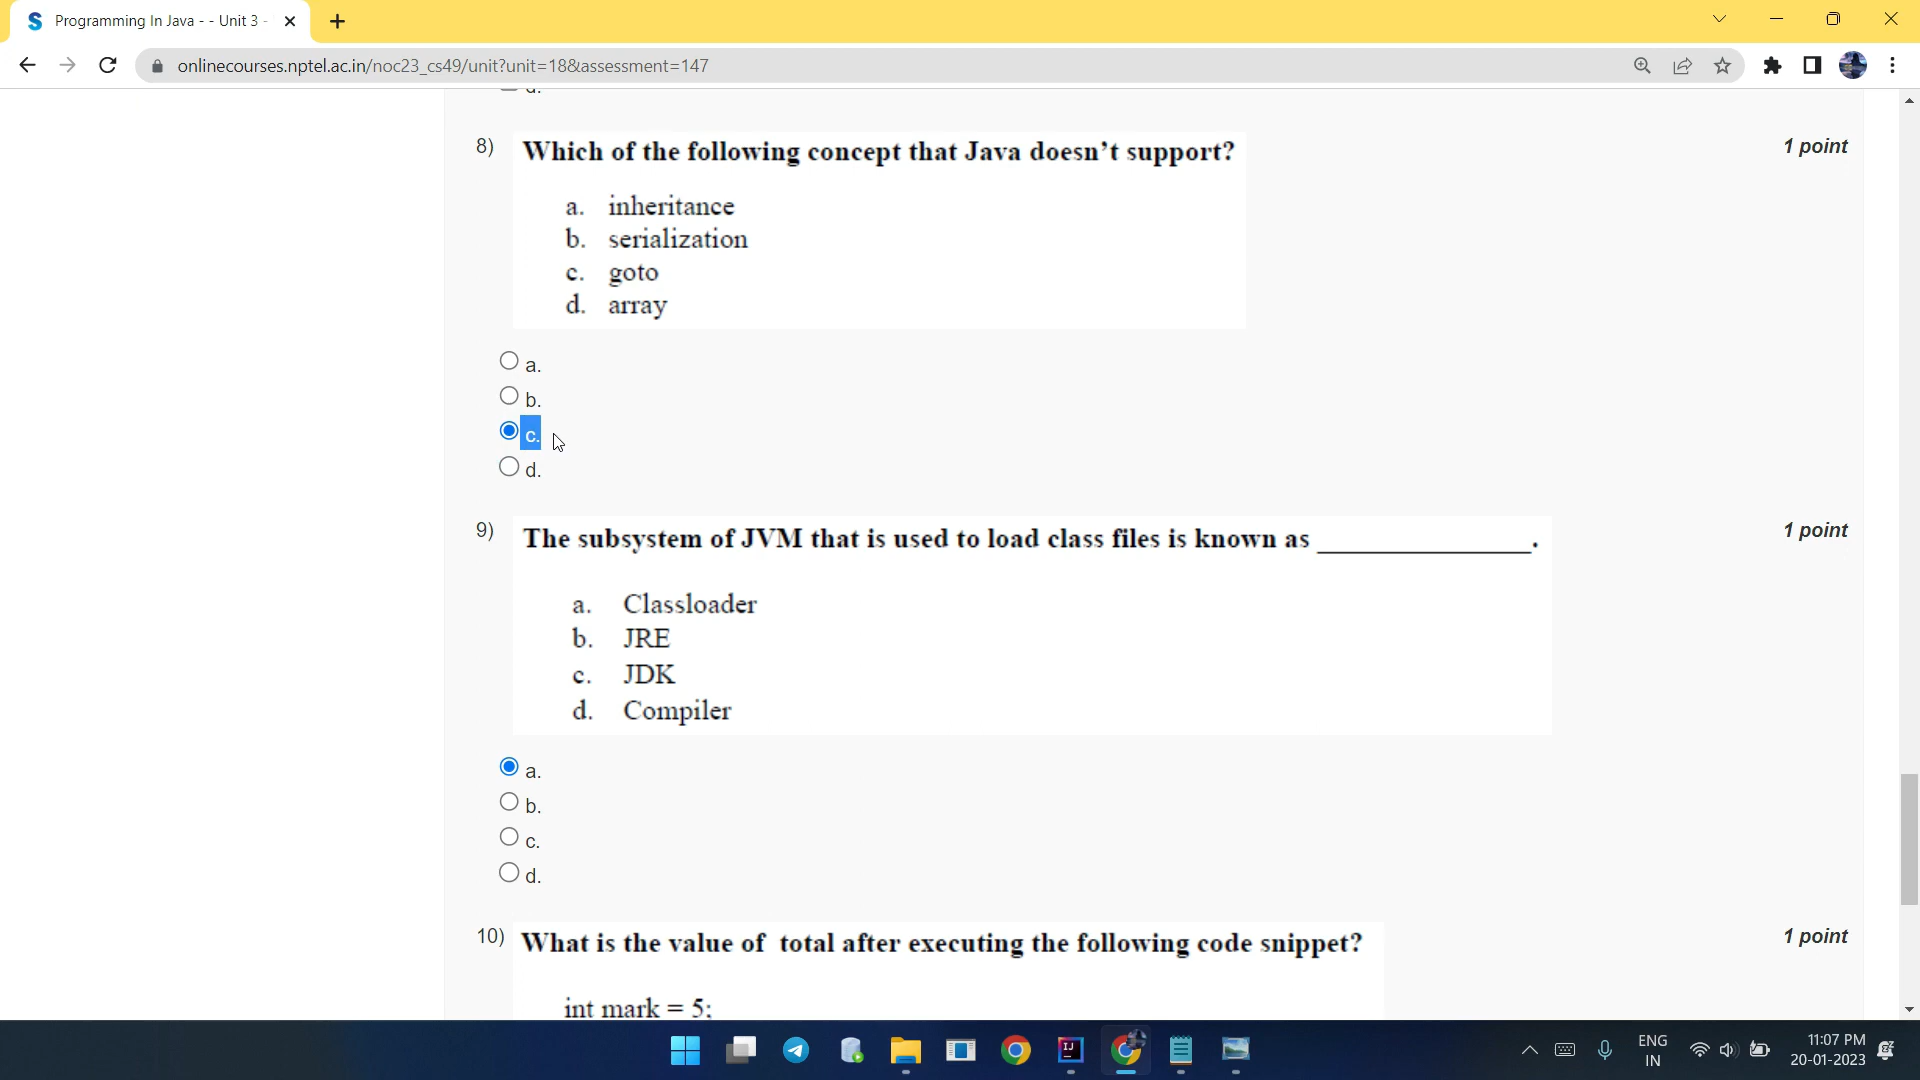 Programming In Java - - Unit 3 -
onlinecourses.nptel.ac.in/noc23_cs49/unit?unit=18&assessment=147
8) Which of the following concept that Java doesn't support? 1 point
a. inheritance
b. serialization
c. goto
d. array
a.
b.
c.
d.
9) The subsystem of JVM that is used to load class files is known as _______________. 1 point
a. Classloader
b. JRE
c. JDK
d. Compiler
a.
b.
c.
d.
10) What is the value of total after executing the following code snippet? 1 point
int mark = 5;
ENG
IN
11:07 PM
20-01-2023